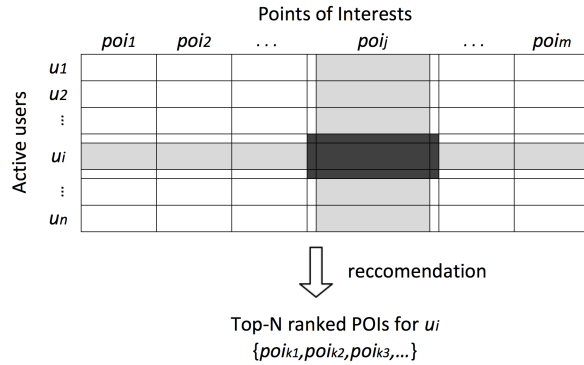 Points of Interests
poi1 poi2 ... poij ... poim
Active users
u1
u2
⋮
ui
⋮
un
reccomendation
Top-N ranked POIs for ui
{poik1,poik2,poik3,...}